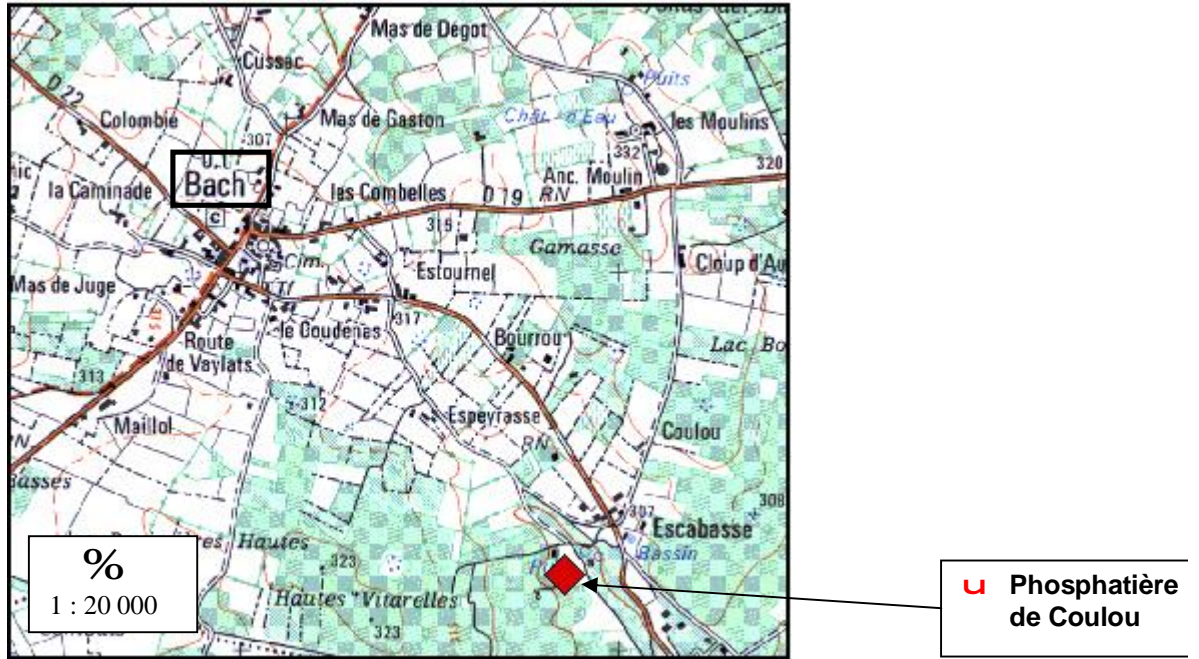 Mas de Dégot
Cussac
Puits
D 22
Colombié
Mas de Gaston
Chât. d'Eau
les Moulins
307
332
320
Bach
Anc. Moulin
la Caminade
les Combelles
D 19 RN
C
315
Gamasse
Cim.
Estournel
Cloup d'Au
Mas de Juge
317
le Goudenas
Bourrou
Lac Bo
Route
de Vaylats
313
312
Espeyrasse
Maillol
RN
Coulou
Basses
308
307
Escabasse
Hautes
Bassin
%
323
1 : 20 000
Hautes Vitarelles
323
u Phosphatière
de Coulou